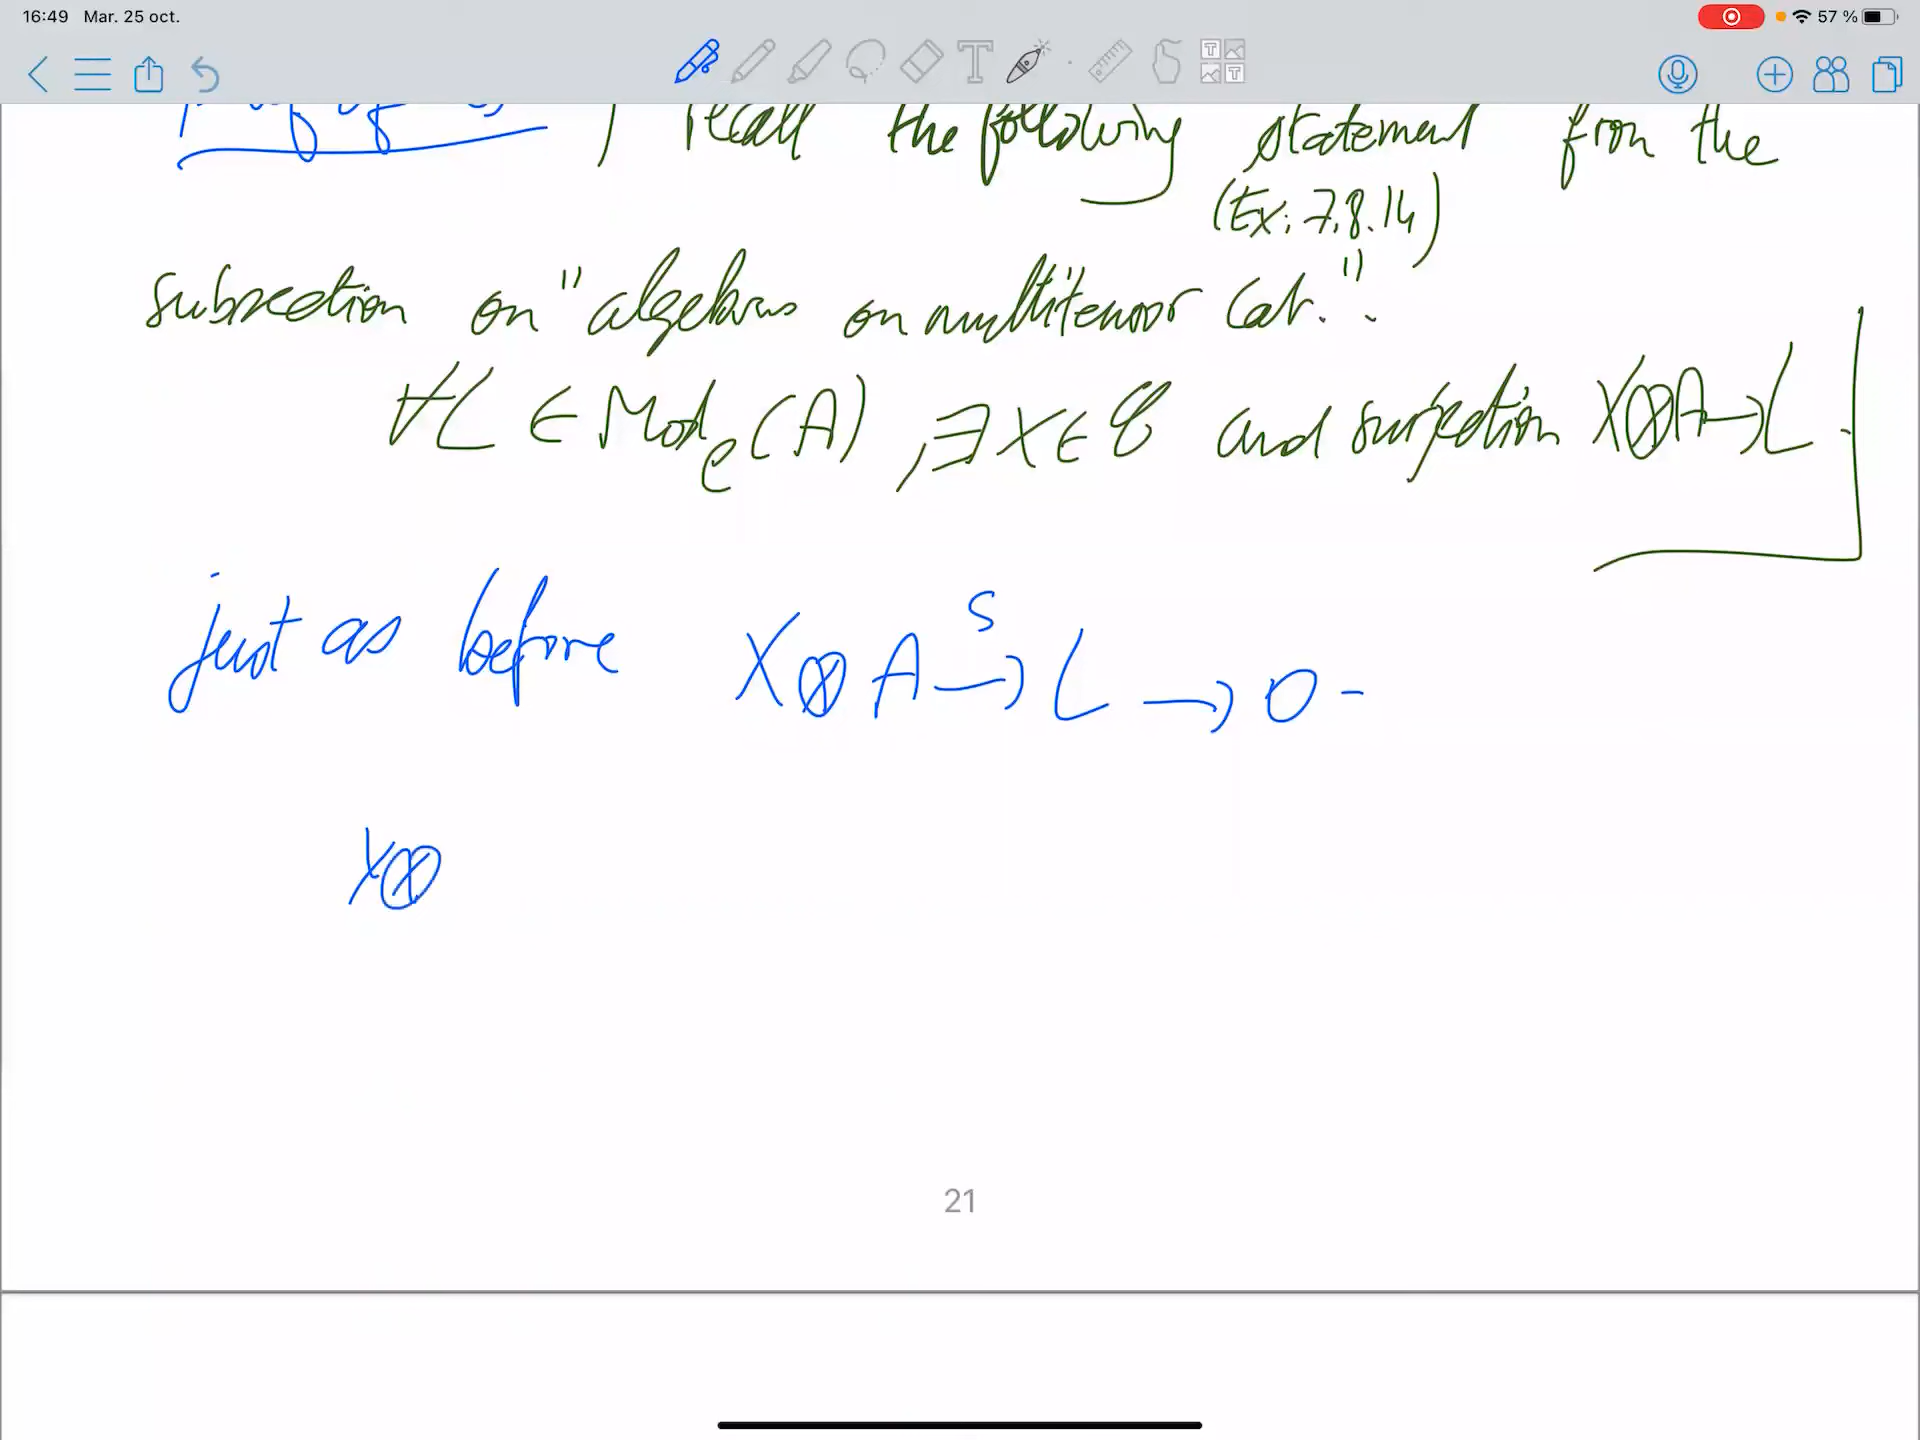 16:49 Mar. 25 oct. 57 %
recall the following statement from the
(Ex: 7.8.14)
subsection on "algebras on multitensor cat.".
∀L ∈ Mod_e(A), ∃X ∈ 𝒞 and surjection X⊗A→L.
just as before X⊗A →^S L → 0 -
X⊗
21